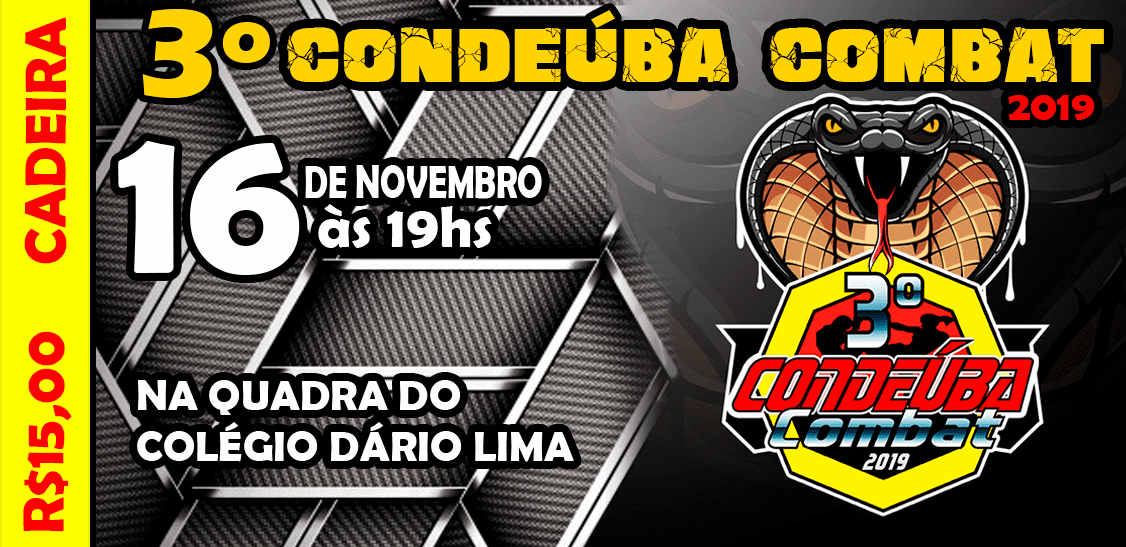 R$15,00 CADEIRA
3º CONDEÚBA COMBAT
2019
16 DE NOVEMBRO
às 19hs
NA QUADRA DO
COLÉGIO DÁRIO LIMA
3º
CONDEÚBA
Combat
2019